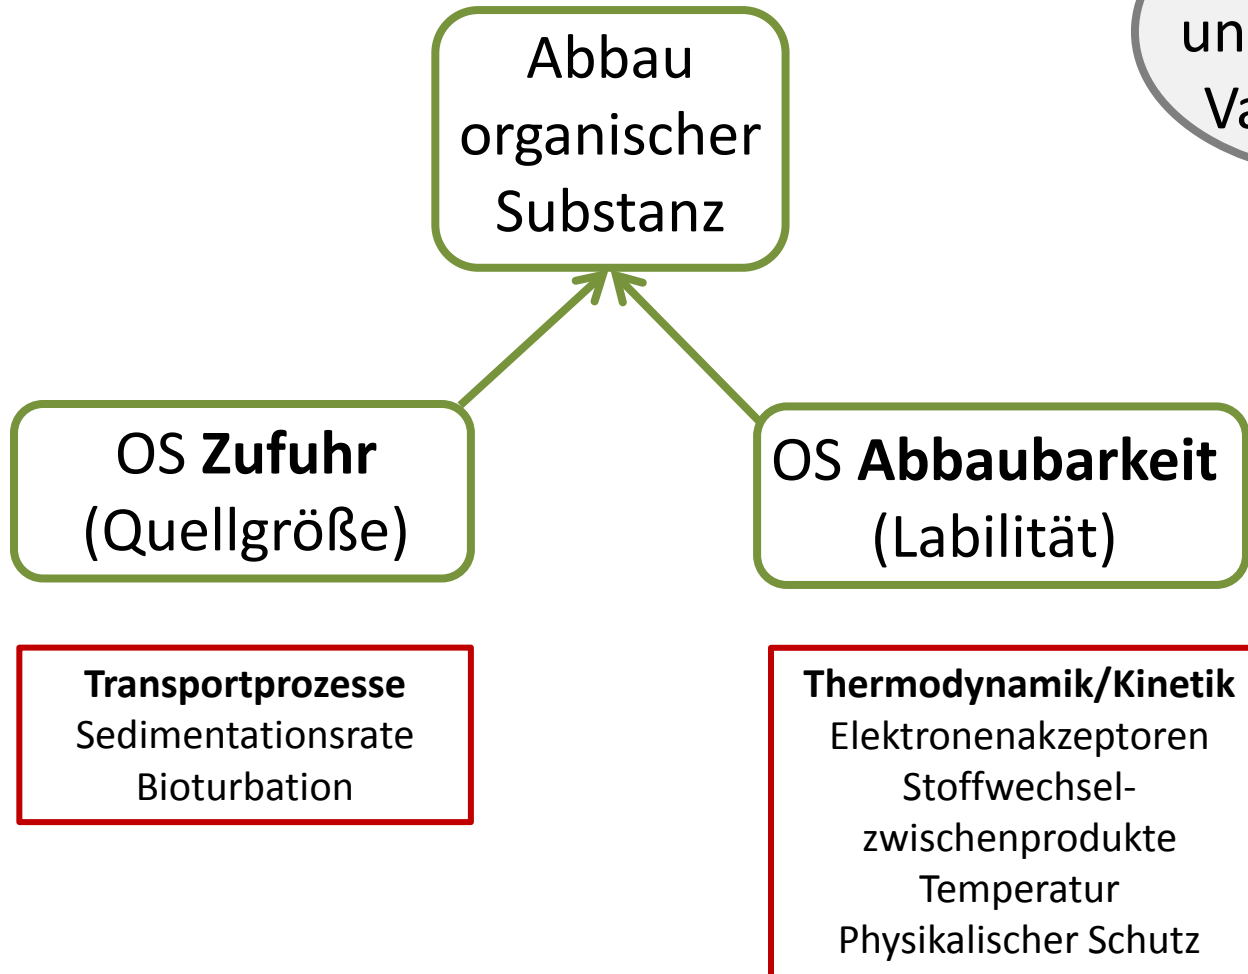 Abbau
organischer
Substanz
OS Zufuhr
(Quellgröße)
OS Abbaubarkeit
(Labilität)
Transportprozesse
Sedimentationsrate
Bioturbation
Thermodynamik/Kinetik
Elektronenakzeptoren
Stoffwechsel-
zwischenprodukte
Temperatur
Physikalischer Schutz